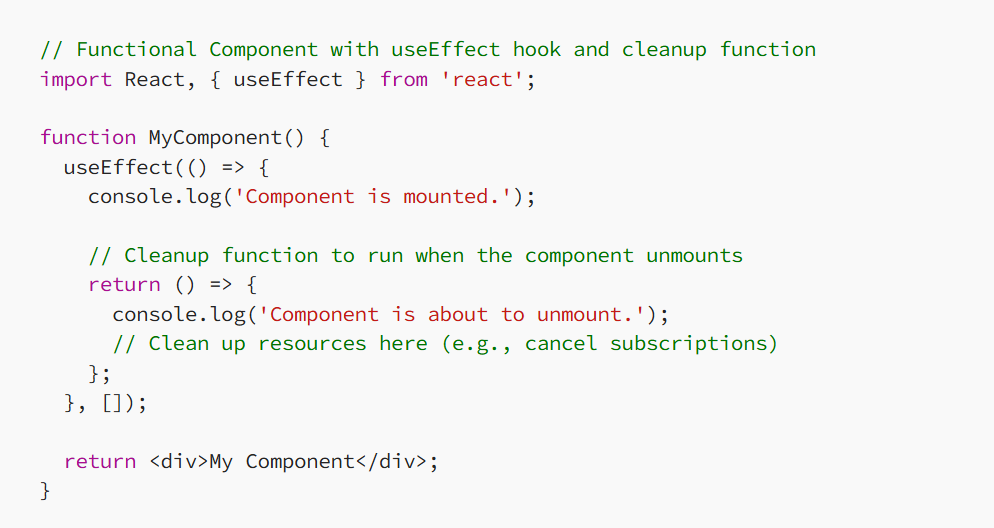 // Functional Component with useEffect hook and cleanup function
import React, { useEffect } from 'react';

function MyComponent() {
  useEffect(() => {
    console.log('Component is mounted.');

    // Cleanup function to run when the component unmounts
    return () => {
      console.log('Component is about to unmount.');
      // Clean up resources here (e.g., cancel subscriptions)
    };
  }, []);

  return <div>My Component</div>;
}